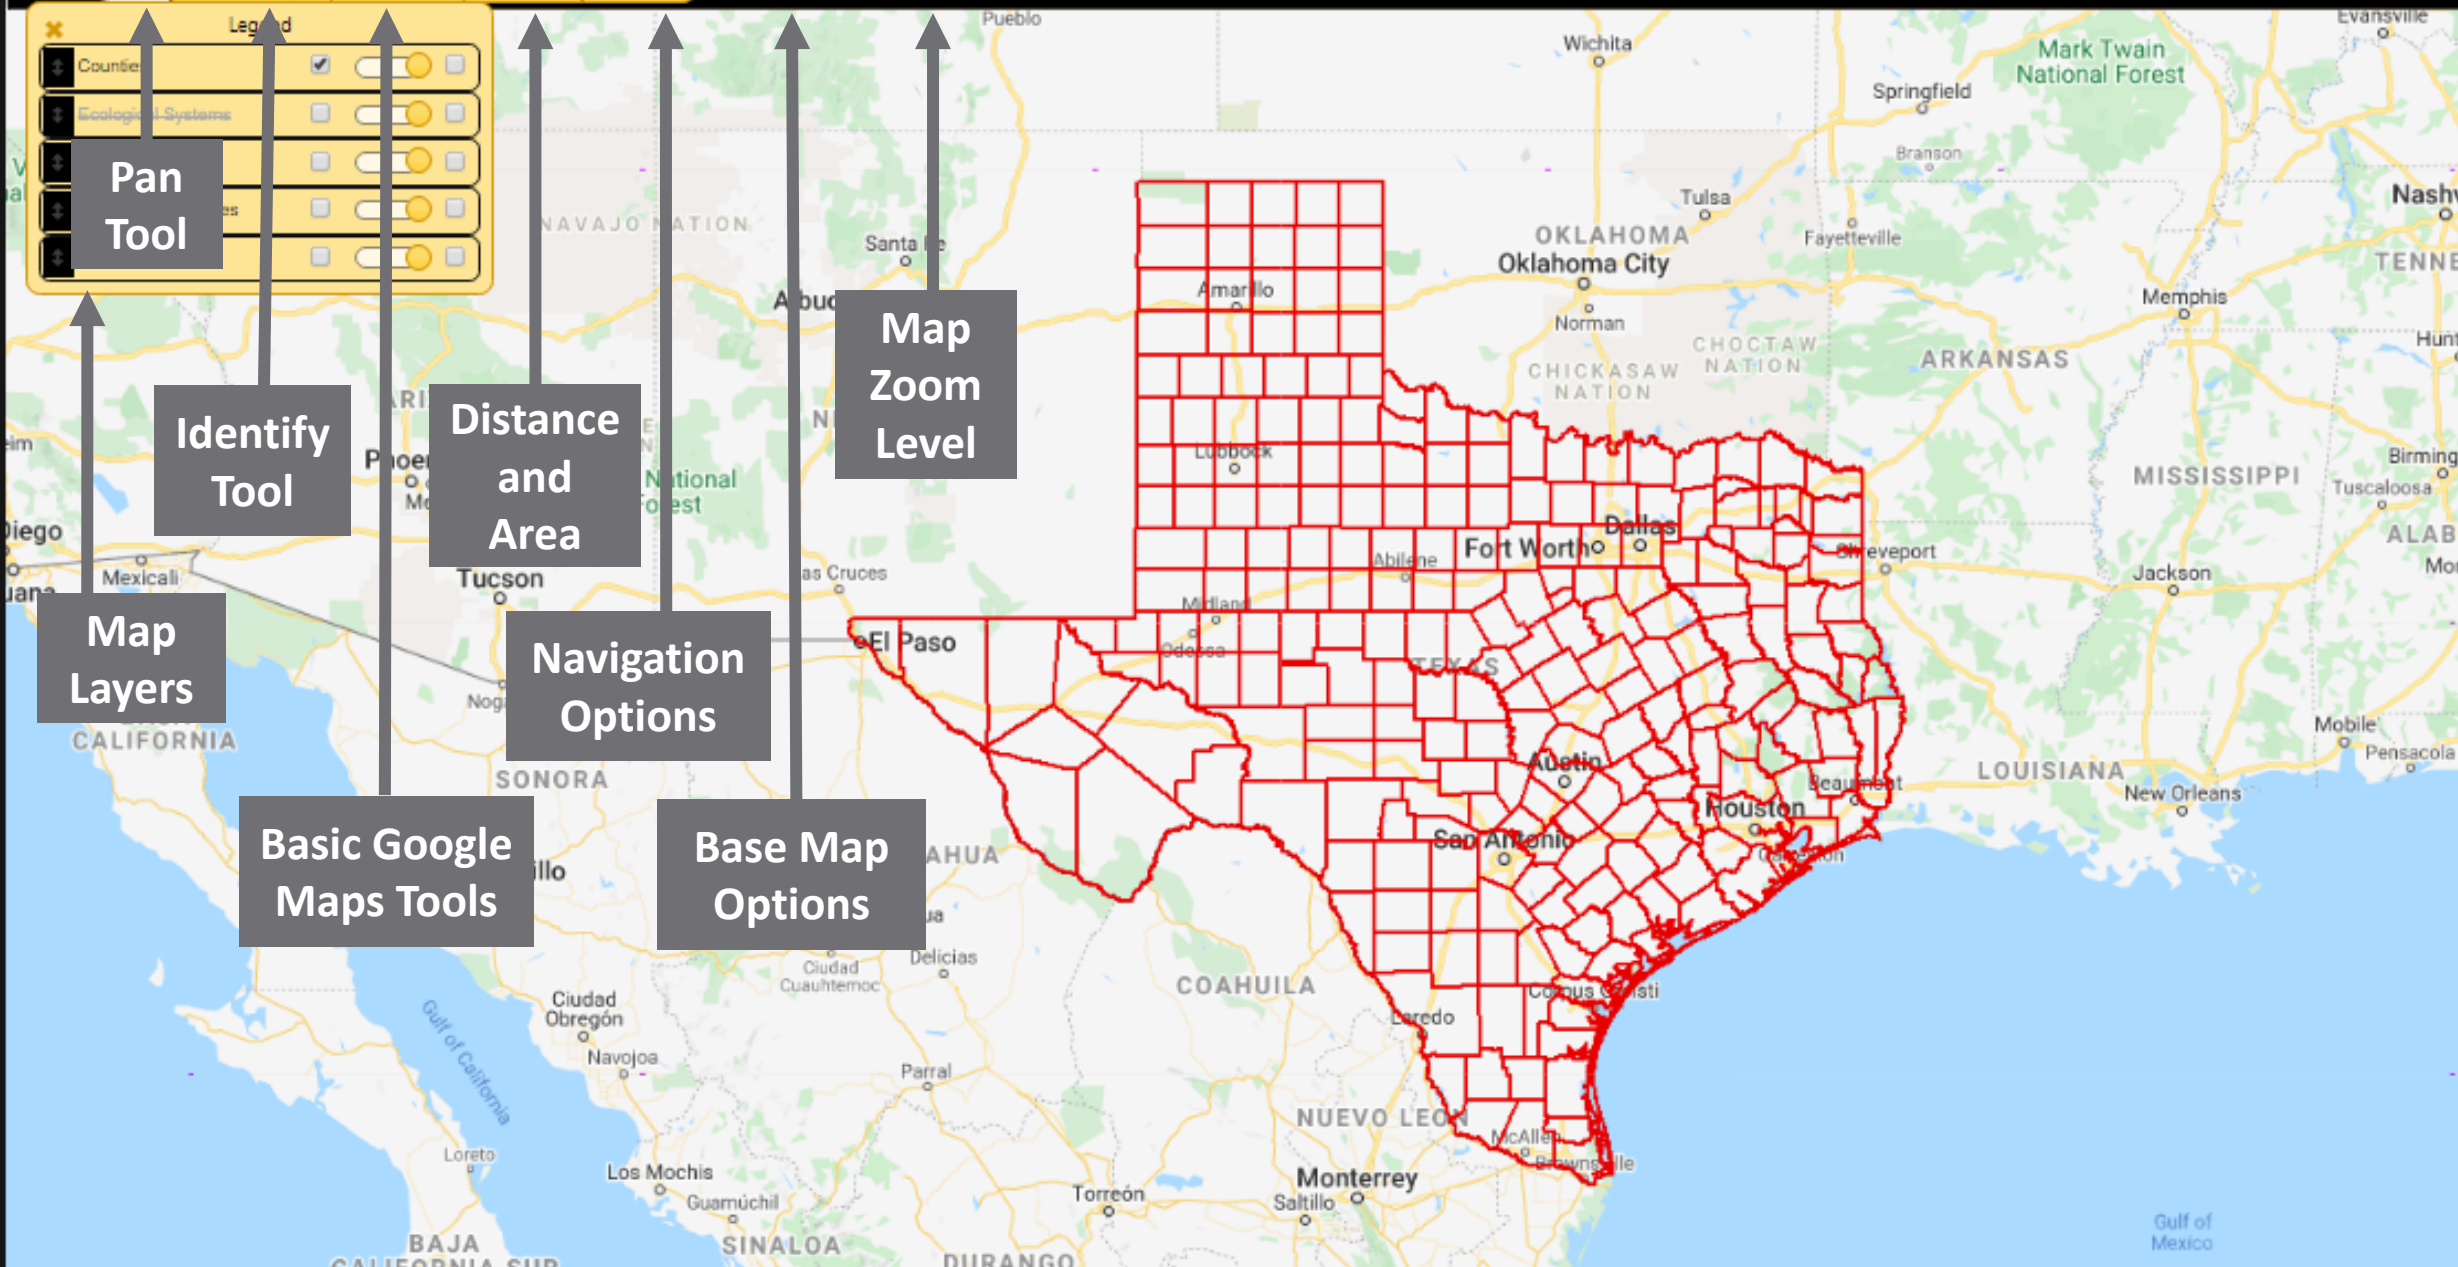 Legend
Counties
Ecological Systems
Pan
Tool
Identify
Tool
Distance
and
Area
Map
Zoom
Level
Map
Layers
Navigation
Options
Basic Google
Maps Tools
Base Map
Options
Pueblo
Wichita
Evansville
Mark Twain
National Forest
Springfield
Branson
Tulsa
NAVAJO NATION
Santa Fe
OKLAHOMA
Oklahoma City
Fayetteville
Amarillo
Norman
Memphis
CHOCTAW
NATION
CHICKASAW
NATION
ARKANSAS
Lubbock
National
Forest
MISSISSIPPI
Tuscaloosa
Dallas
Fort Worth
Abilene
Shreveport
Jackson
Mexicali
Tucson
as Cruces
Midland
El Paso
Odessa
TEXAS
CALIFORNIA
SONORA
Austin
Beaumont
Houston
San Antonio
LOUISIANA
New Orleans
Mobile
Pensacola
Delicias
Ciudad
Cuauhtemoc
COAHUILA
Corpus Christi
Laredo
Ciudad
Obregón
Navojoa
Gulf of California
Parral
NUEVO LEON
McAllen
Brownsville
Loreto
Los Mochis
Guamúchil
Monterrey
Saltillo
Torreón
SINALOA
DURANGO
BAJA
CALIFORNIA SUR
Gulf of
Mexico